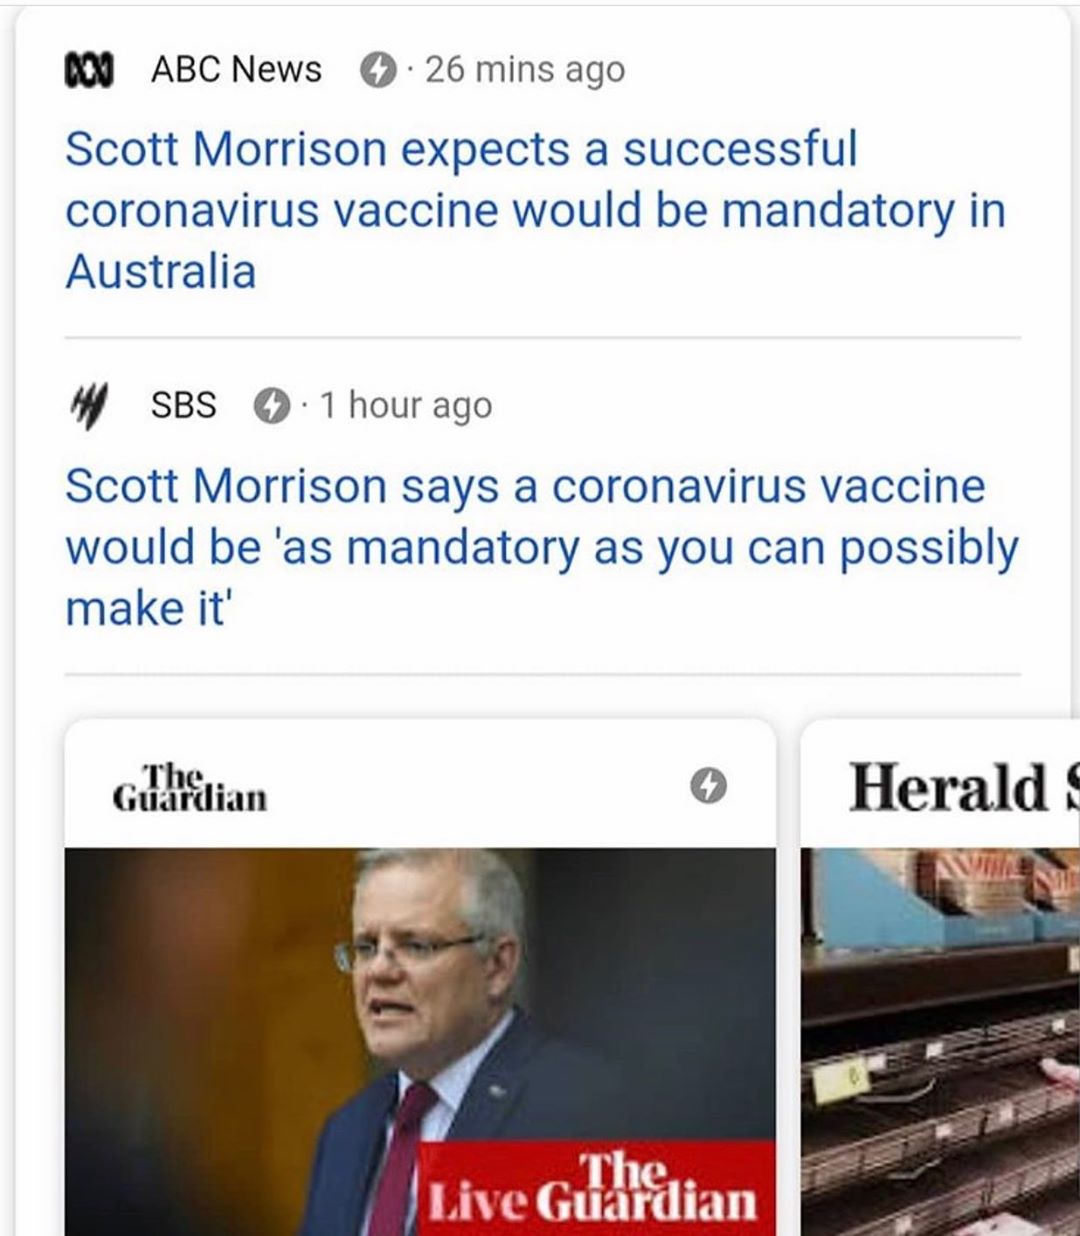 ABC News · 26 mins ago
Scott Morrison expects a successful
coronavirus vaccine would be mandatory in
Australia
SBS · 1 hour ago
Scott Morrison says a coronavirus vaccine
would be 'as mandatory as you can possibly
make it'
The
Guardian
Herald S
The
Live Guardian